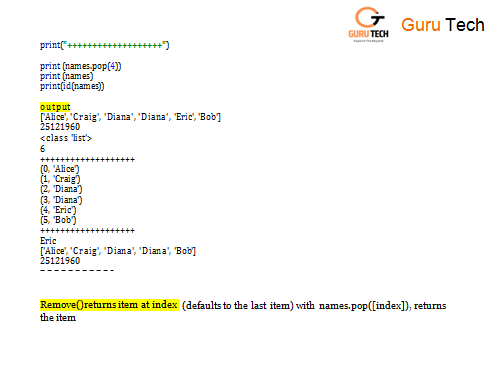 GURU TECH
Guru Tech
print("+++++++++++++++++++")
print (names.pop(4))
print (names)
print(id(names))
output
['Alice', 'Craig', 'Diana', 'Diana', 'Eric', 'Bob']
25121960
<class 'list'>
6
+++++++++++++++++++
(0, 'Alice')
(1, 'Craig')
(2, 'Diana')
(3, 'Diana')
(4, 'Eric')
(5, 'Bob')
+++++++++++++++++++
Eric
['Alice', 'Craig', 'Diana', 'Diana', 'Bob']
25121960
- - - - - - - - - - -
Remove()returns item at index (defaults to the last item) with names.pop([index]), returns
the item